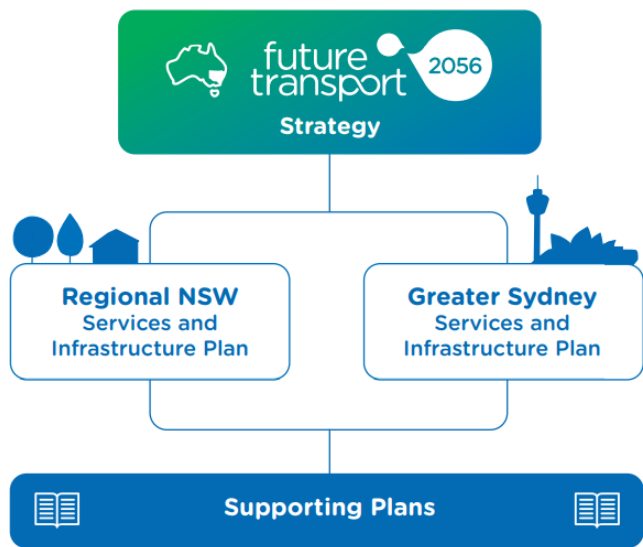 future
transport
2056
Strategy
Regional NSW
Services and
Infrastructure Plan
Greater Sydney
Services and
Infrastructure Plan
Supporting Plans